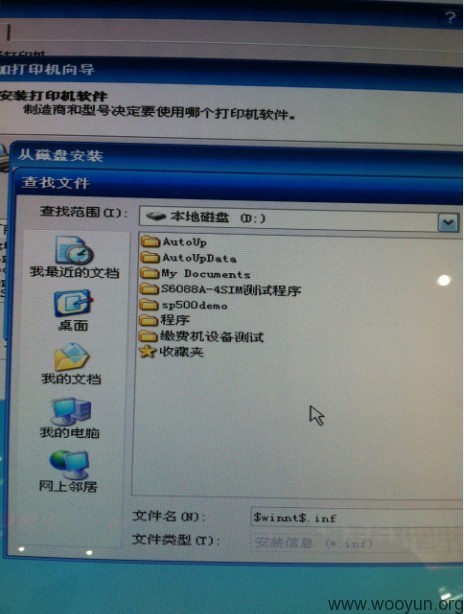 ?
加打印机向导
安装打印机软件
制造商和型号决定要使用哪个打印机软件。
从磁盘安装
查找文件
查找范围(I):
本地磁盘 (D:)
AutoUp
AutoUpData
My Documents
S6088A-4SIM测试程序
sp500demo
程序
缴费机设备测试
收藏夹
我最近的文档
桌面
我的文档
我的电脑
网上邻居
文件名(N):
$winnt$.inf
文件类型(T):
安装信息 (*.inf)
www.wooyun.org